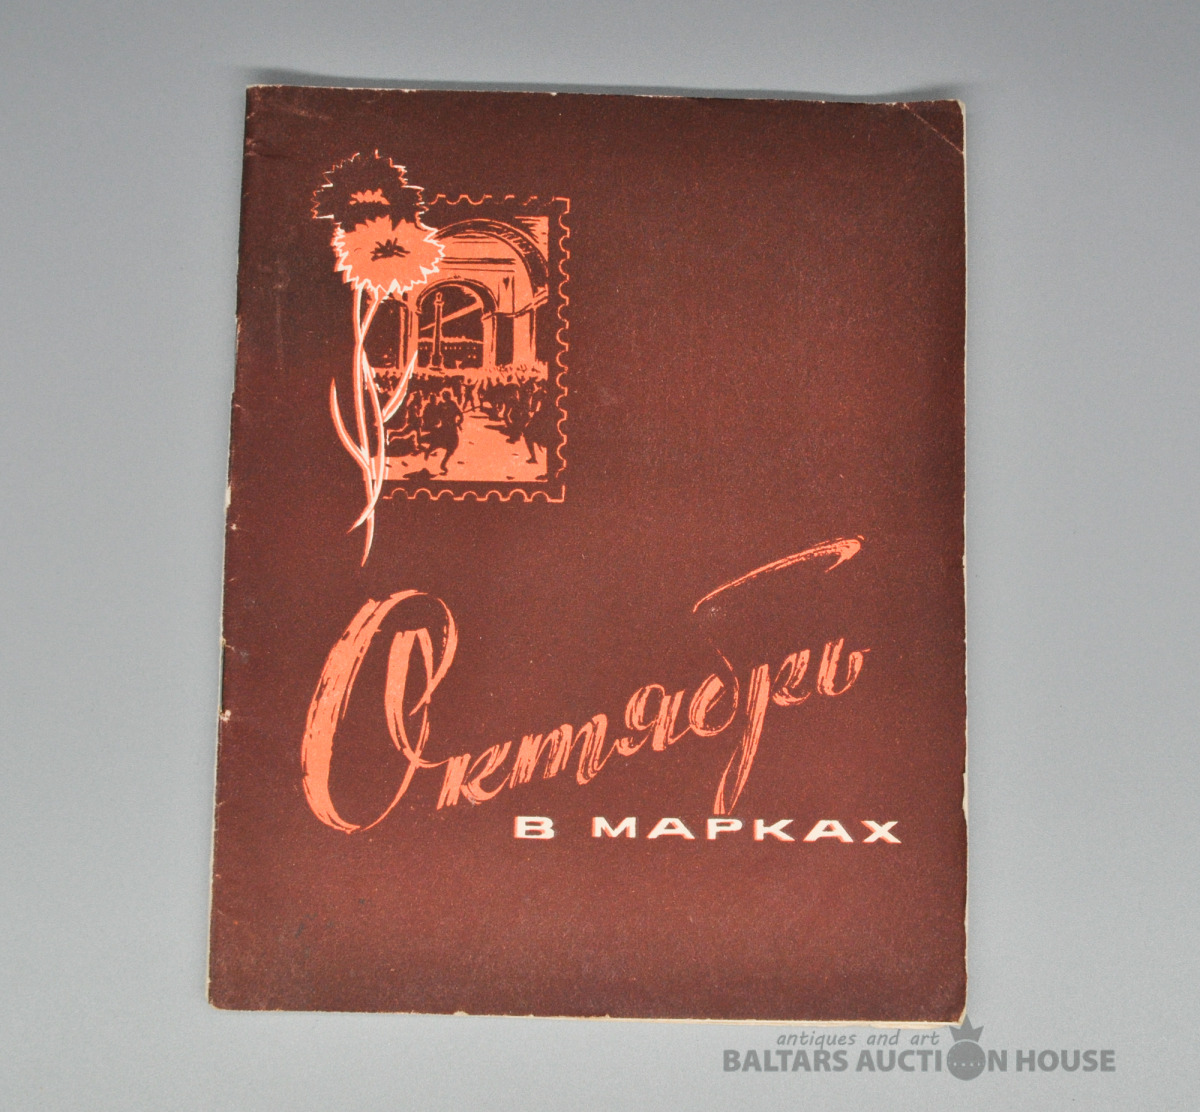 Октябрь
В МАРКАХ
antiques and art
BALTARS AUCTION HOUSE